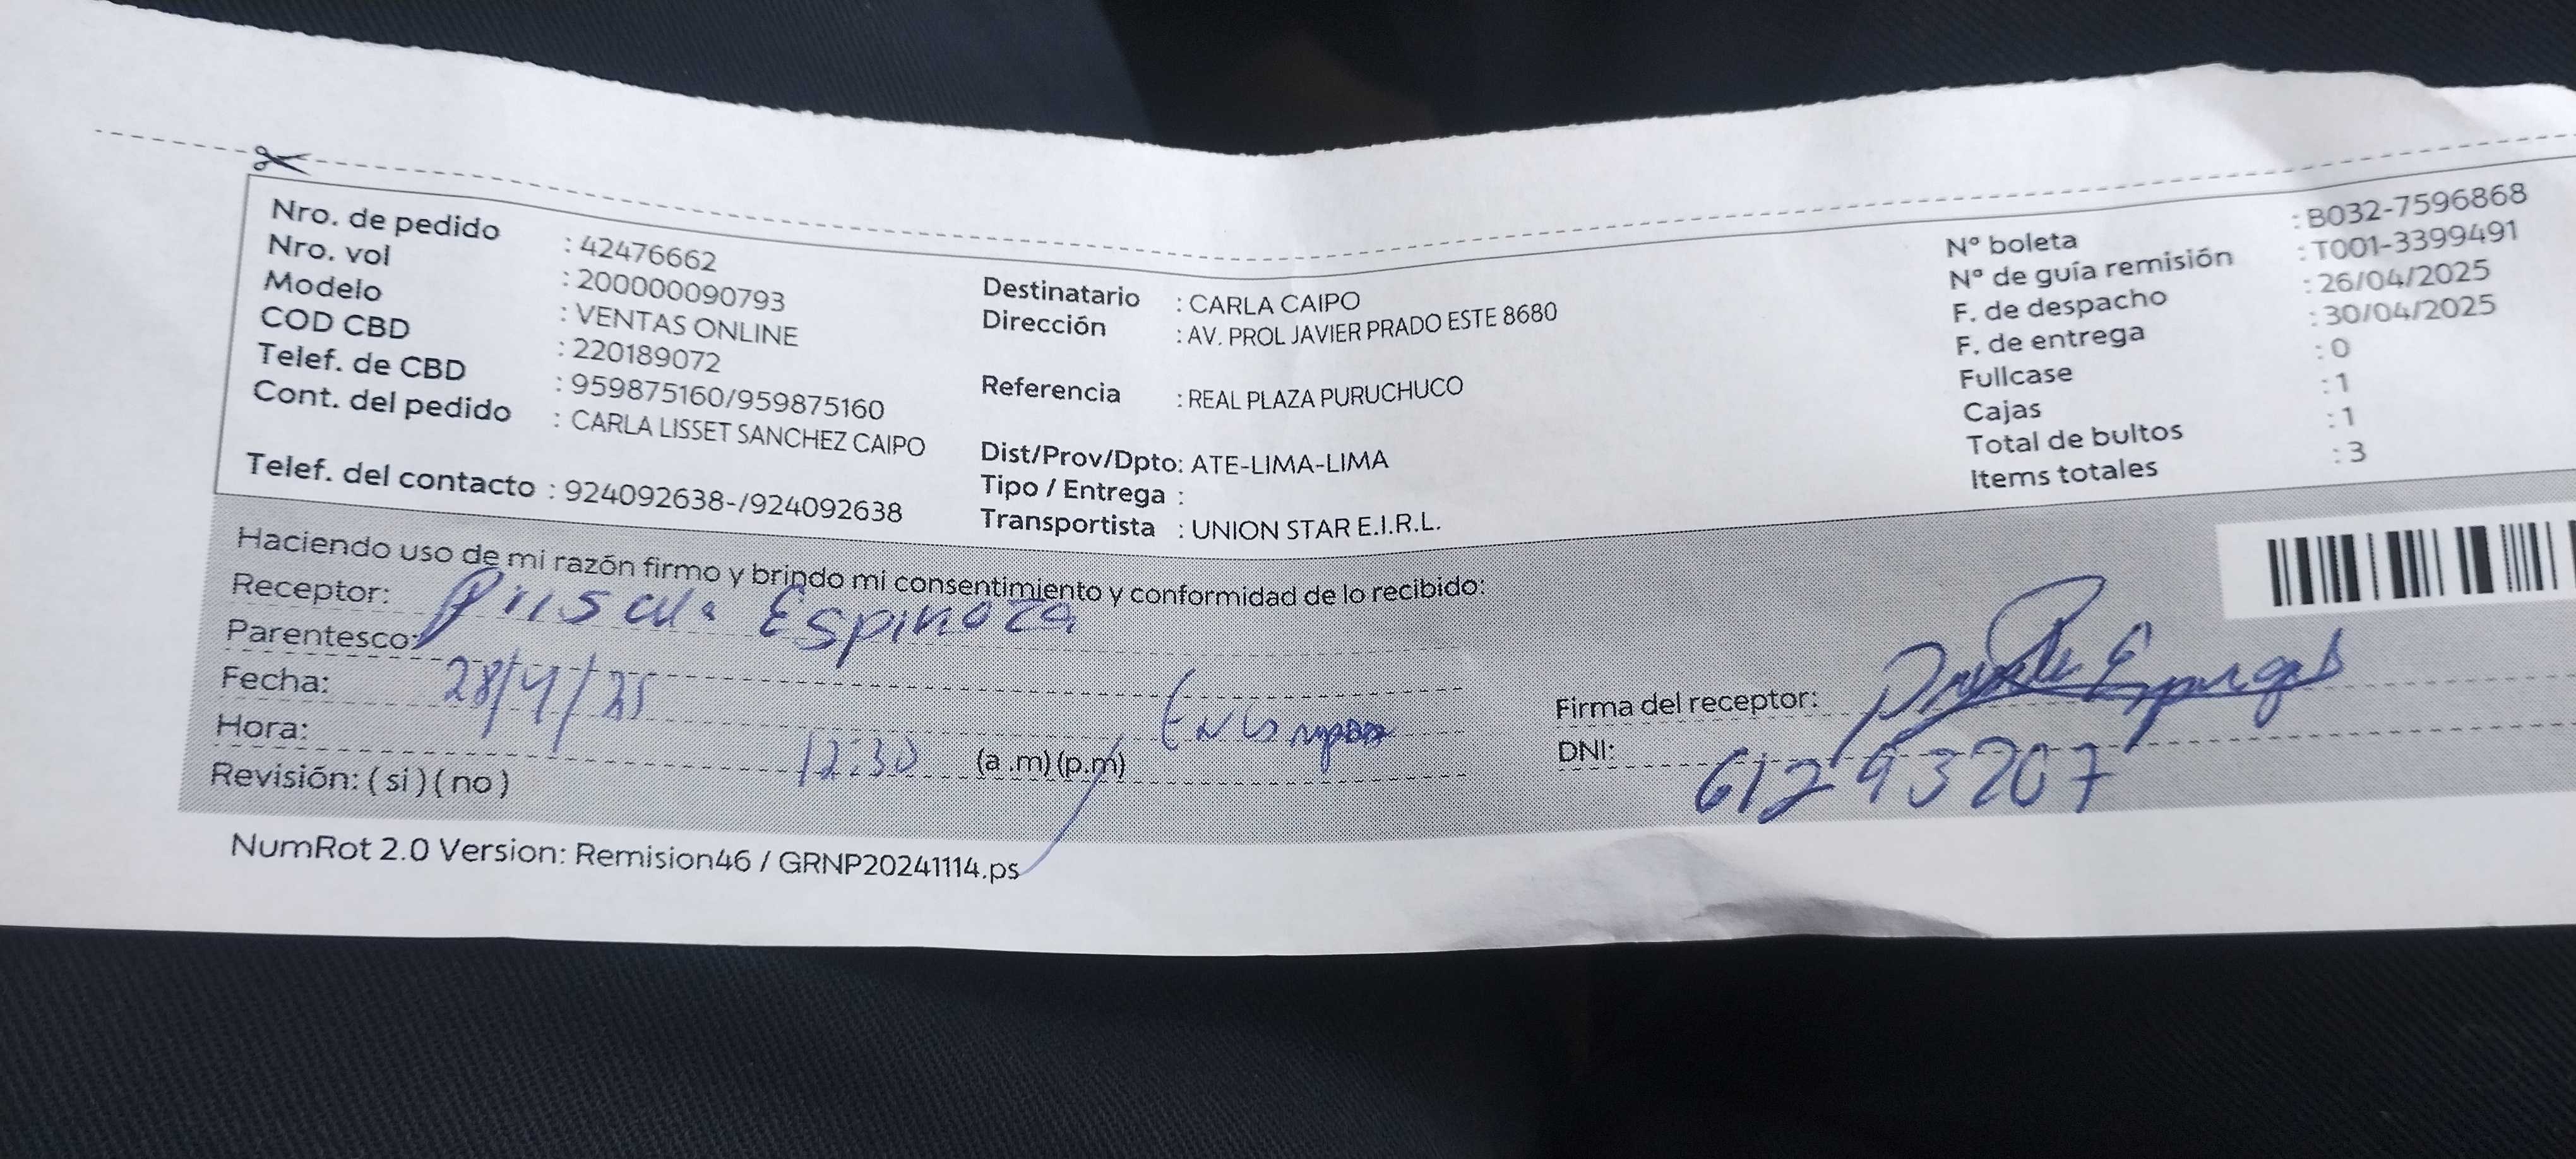 Nro. de pedido : 42476662
Nro. vol : 200000090793
Modelo : VENTAS ONLINE
COD CBD : 220189072
Telef. de CBD : 959875160/959875160
Cont. del pedido : CARLA LISSET SANCHEZ CAIPO
Telef. del contacto : 924092638-/924092638
Destinatario : CARLA CAIPO
Dirección : AV. PROL JAVIER PRADO ESTE 8680
Referencia : REAL PLAZA PURUCHUCO
Dist/Prov/Dpto: ATE-LIMA-LIMA
Tipo / Entrega :
Transportista : UNION STAR E.I.R.L.
Nº boleta : B032-7596868
Nº de guía remisión : T001-3399491
F. de despacho : 26/04/2025
F. de entrega : 30/04/2025
Fullcase : 0
Cajas : 1
Total de bultos : 1
Items totales : 3
Haciendo uso de mi razón firmo y brindo mi consentimiento y conformidad de lo recibido:
Receptor: Espinoza
Parentesco:
Fecha: 28/4/25
Hora: 12:30 (a.m) (p.m)
Revisión: ( si ) ( no )
Firma del receptor:
DNI: 61293207
NumRot 2.0 Version: Remision46 / GRNP20241114.ps